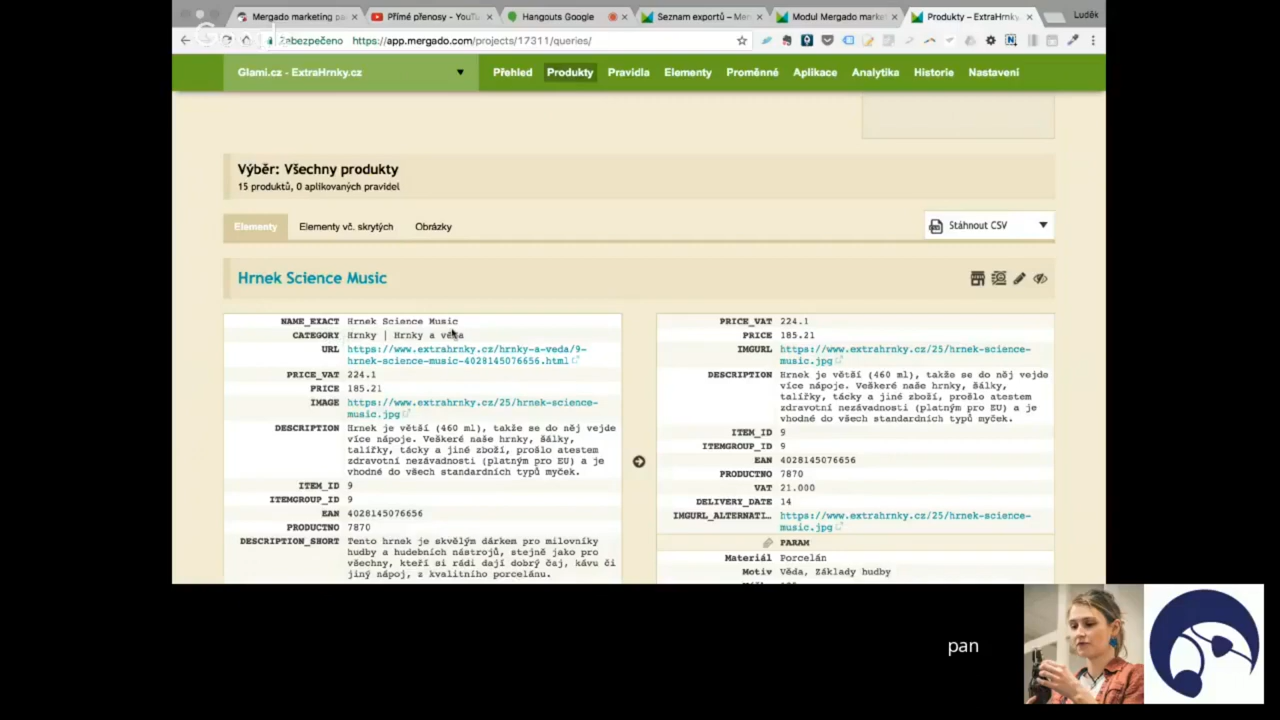 Mergado marketing pa
Přímé přenosy – YouTu
Hangouts Google
Seznam exportů – Mer
Modul Mergado marke
Produkty – ExtraHrnky
Luděk
Zabezpečeno
https://app.mergado.com/projects/17311/queries/
Glami.cz - ExtraHrnky.cz
Přehled
Produkty
Pravidla
Elementy
Proměnné
Aplikace
Analytika
Historie
Nastavení
Výběr: Všechny produkty
15 produktů, 0 aplikovaných pravidel
Elementy
Elementy vč. skrytých
Obrázky
Stáhnout CSV
Hrnek Science Music
NAME_EXACT Hrnek Science Music
CATEGORY Hrnky | Hrnky a věda
URL https://www.extrahrnky.cz/hrnky-a-veda/9-
hrnek-science-music-4028145076656.html
PRICE_VAT 224.1
PRICE 185.21
IMAGE https://www.extrahrnky.cz/25/hrnek-science-
music.jpg
DESCRIPTION Hrnek je větší (460 ml), takže se do něj vejde
více nápoje. Veškeré naše hrnky, šálky,
talířky, tácky a jiné zboží, prošlo atestem
zdravotní nezávadnosti (platným pro EU) a je
vhodné do všech standardních typů myček.
ITEM_ID 9
ITEMGROUP_ID 9
EAN 4028145076656
PRODUCTNO 7870
DESCRIPTION_SHORT Tento hrnek je skvělým dárkem pro milovníky
hudby a hudebních nástrojů, stejně jako pro
všechny, kteří si rádi dají dobrý čaj, kávu či
jiný nápoj, z kvalitního porcelánu.
PRICE_VAT 224.1
PRICE 185.21
IMGURL https://www.extrahrnky.cz/25/hrnek-science-
music.jpg
DESCRIPTION Hrnek je větší (460 ml), takže se do něj vejde
více nápoje. Veškeré naše hrnky, šálky,
talířky, tácky a jiné zboží, prošlo atestem
zdravotní nezávadnosti (platným pro EU) a je
vhodné do všech standardních typů myček.
ITEM_ID 9
ITEMGROUP_ID 9
EAN 4028145076656
PRODUCTNO 7870
VAT 21.000
DELIVERY_DATE 14
IMGURL_ALTERNATI… https://www.extrahrnky.cz/25/hrnek-science-
music.jpg
PARAM
Materiál Porcelán
Motiv Věda, Základy hudby
pan